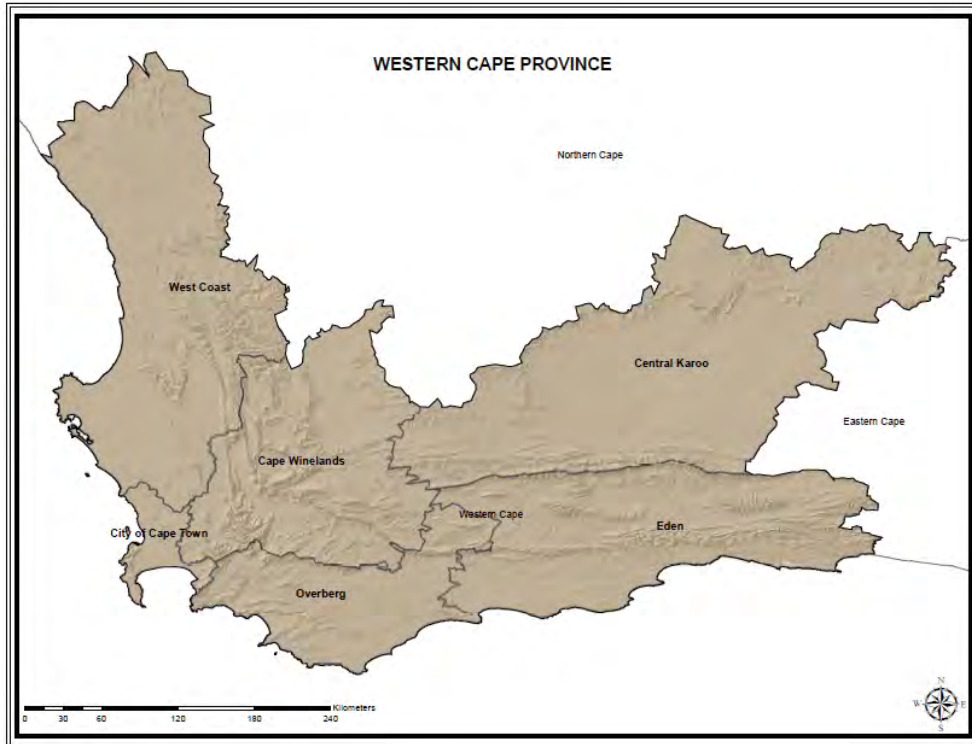 WESTERN CAPE PROVINCE
Northern Cape
West Coast
Central Karoo
Eastern Cape
Cape Winelands
Western Cape
Eden
City of Cape Town
Overberg
N
W E
S
Kilometers
0 30 60 120 180 240